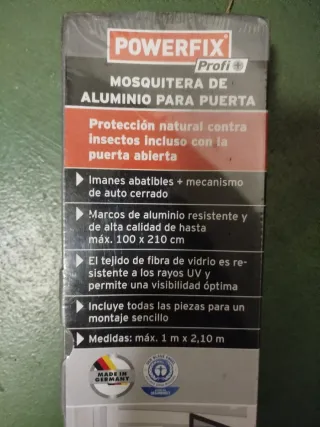 POWERFIX
Profi+
MOSQUITERA DE
ALUMINIO PARA PUERTA
Protección natural contra
insectos incluso con la
puerta abierta
Imanes abatibles + mecanismo
de auto cerrado
Marcos de aluminio resistente y
de alta calidad de hasta
máx. 100 x 210 cm
El tejido de fibra de vidrio es re-
sistente a los rayos UV y
permite una visibilidad óptima
Incluye todas las piezas para un
montaje sencillo
Medidas: máx. 1 m x 2,10 m
MADE IN
GERMANY